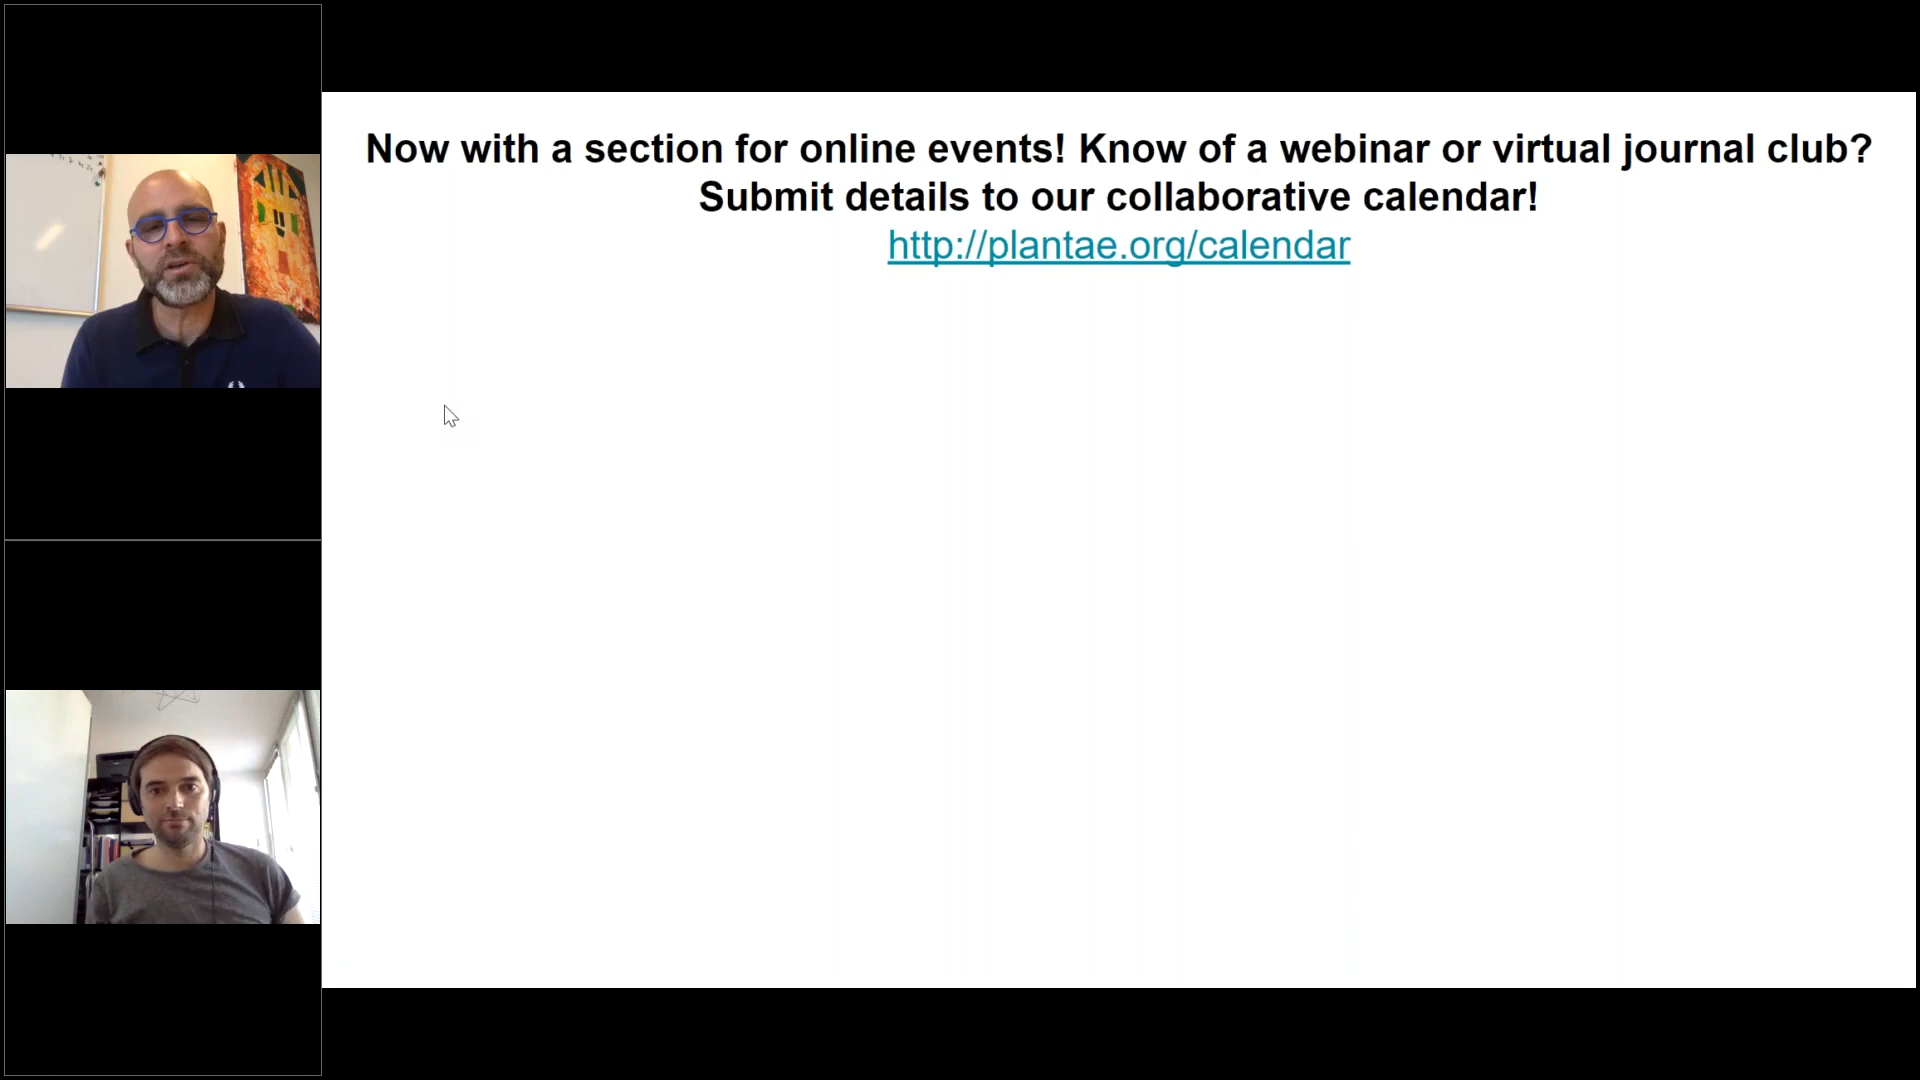 Now with a section for online events! Know of a webinar or virtual journal club?
Submit details to our collaborative calendar!
http://plantae.org/calendar